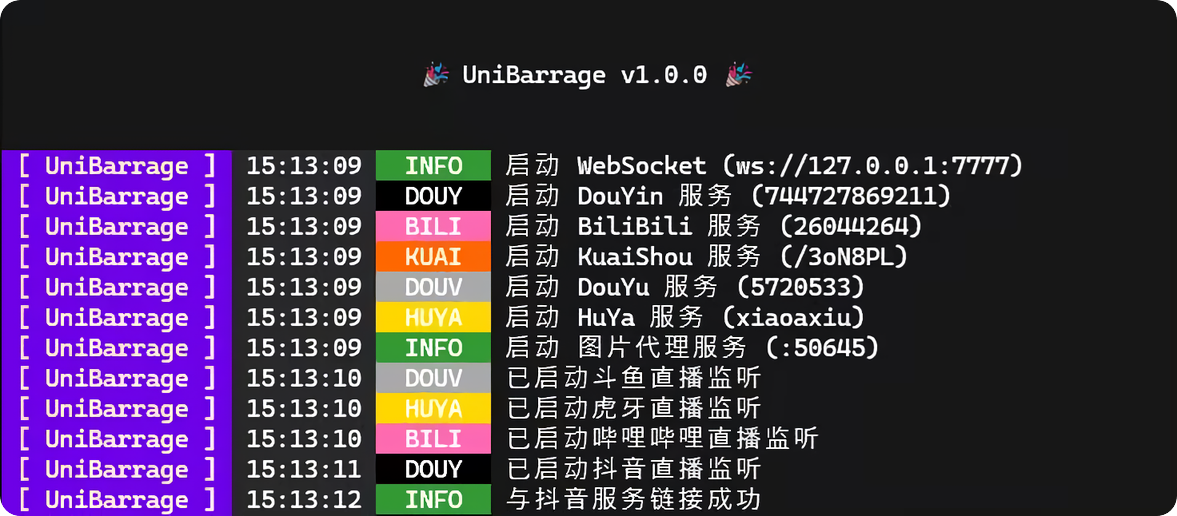 🎉 UniBarrage v1.0.0 🎉
[ UniBarrage ] 15:13:09 INFO 启动 WebSocket (ws://127.0.0.1:7777)
[ UniBarrage ] 15:13:09 DOUY 启动 DouYin 服务 (744727869211)
[ UniBarrage ] 15:13:09 BILI 启动 BiliBili 服务 (26044264)
[ UniBarrage ] 15:13:09 KUAI 启动 KuaiShou 服务 (/3oN8PL)
[ UniBarrage ] 15:13:09 DOUV 启动 DouYu 服务 (5720533)
[ UniBarrage ] 15:13:09 HUYA 启动 HuYa 服务 (xiaoaxiu)
[ UniBarrage ] 15:13:09 INFO 启动 图片代理服务 (:50645)
[ UniBarrage ] 15:13:10 DOUV 已启动斗鱼直播监听
[ UniBarrage ] 15:13:10 HUYA 已启动虎牙直播监听
[ UniBarrage ] 15:13:10 BILI 已启动哔哩哔哩直播监听
[ UniBarrage ] 15:13:11 DOUY 已启动抖音直播监听
[ UniBarrage ] 15:13:12 INFO 与抖音服务链接成功